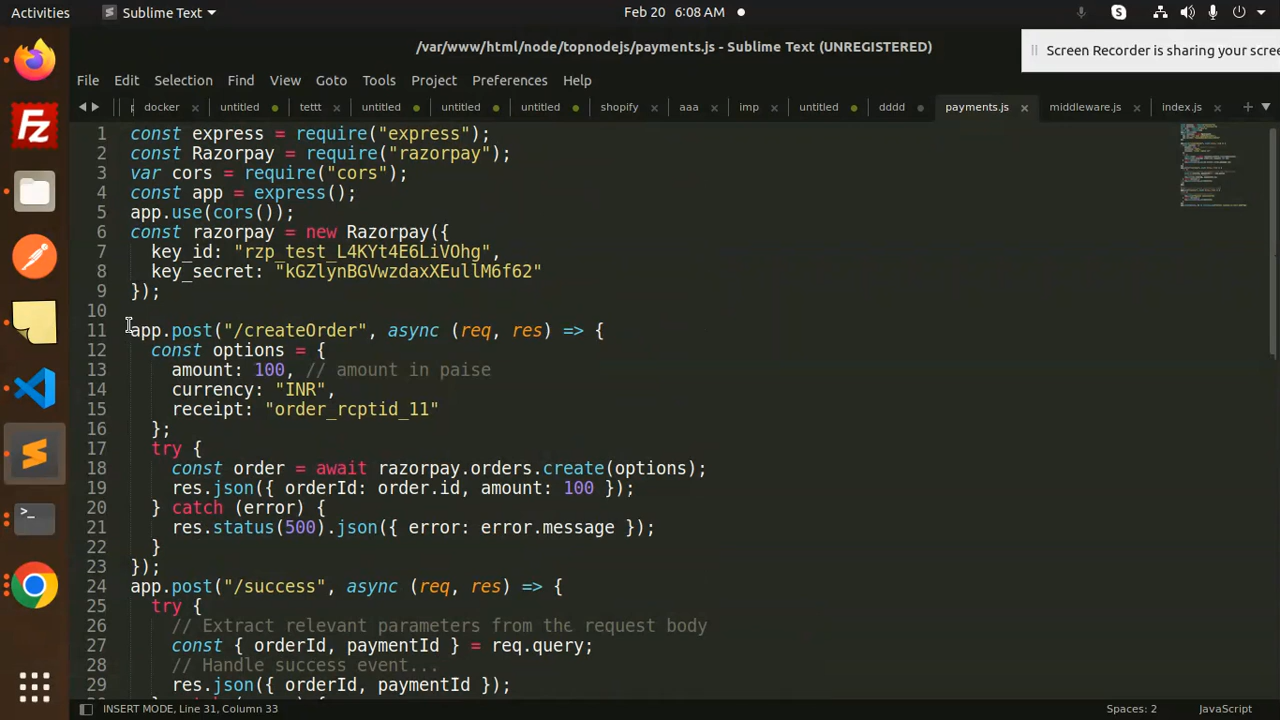 Activities
Sublime Text
Feb 20 6:08 AM
/var/www/html/node/topnodejs/payments.js - Sublime Text (UNREGISTERED)
Screen Recorder is sharing your scree
File Edit Selection Find View Goto Tools Project Preferences Help
docker untitled tettt untitled untitled untitled shopify aaa imp untitled dddd payments.js middleware.js index.js
1 const express = require("express");
2 const Razorpay = require("razorpay");
3 var cors = require("cors");
4 const app = express();
5 app.use(cors());
6 const razorpay = new Razorpay({
7 key_id: "rzp_test_L4KYt4E6LiVOhg",
8 key_secret: "kGZlynBGVwzdaxXEullM6f62"
9 });
10
11 app.post("/createOrder", async (req, res) => {
12 const options = {
13 amount: 100, // amount in paise
14 currency: "INR",
15 receipt: "order_rcptid_11"
16 };
17 try {
18 const order = await razorpay.orders.create(options);
19 res.json({ orderId: order.id, amount: 100 });
20 } catch (error) {
21 res.status(500).json({ error: error.message });
22 }
23 });
24 app.post("/success", async (req, res) => {
25 try {
26 // Extract relevant parameters from the request body
27 const { orderId, paymentId } = req.query;
28 // Handle success event...
29 res.json({ orderId, paymentId });
INSERT MODE, Line 31, Column 33
Spaces: 2
JavaScript